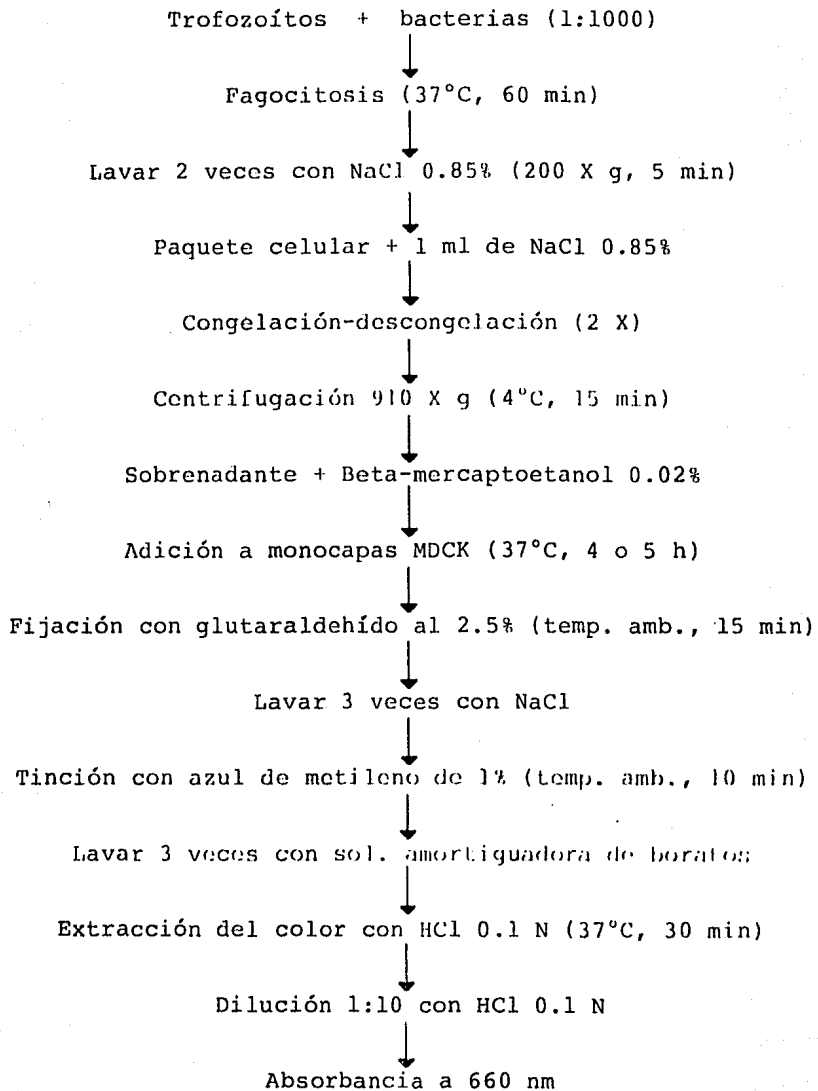 Trofozoítos + bacterias (1:1000)
Fagocitosis (37°C, 60 min)
Lavar 2 veces con NaCl 0.85% (200 X g, 5 min)
Paquete celular + 1 ml de NaCl 0.85%
Congelación-descongelación (2 X)
Centrifugación 910 X g (4°C, 15 min)
Sobrenadante + Beta-mercaptoetanol 0.02%
Adición a monocapas MDCK (37°C, 4 o 5 h)
Fijación con glutaraldehído al 2.5% (temp. amb., 15 min)
Lavar 3 veces con NaCl
Tinción con azul de metileno de 1% (temp. amb., 10 min)
Lavar 3 veces con sol. amortiguadora de boratos
Extracción del color con HCl 0.1 N (37°C, 30 min)
Dilución 1:10 con HCl 0.1 N
Absorbancia a 660 nm